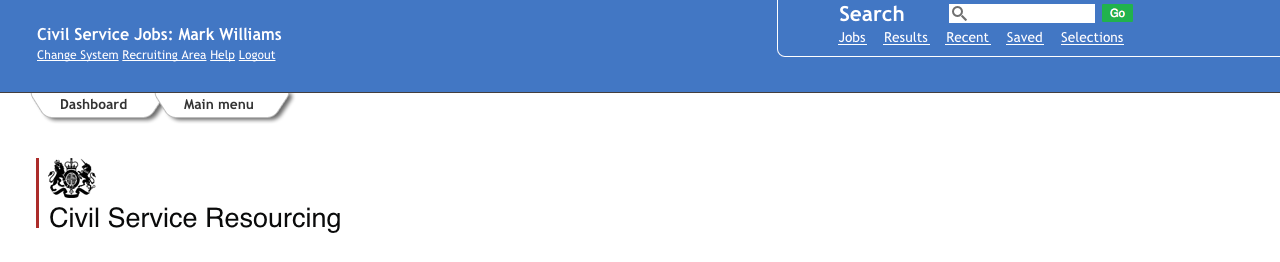 Civil Service Jobs: Mark Williams
Change System Recruiting Area Help Logout
Search Go
Jobs Results Recent Saved Selections
Dashboard Main menu
Civil Service Resourcing